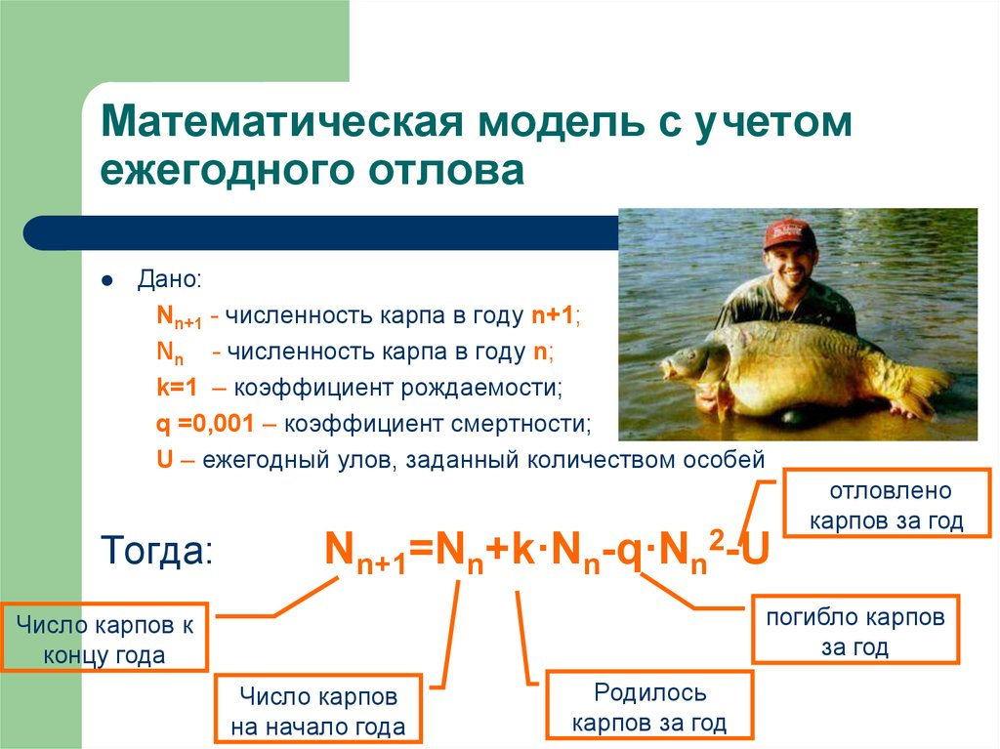 Математическая модель с учетом
ежегодного отлова
Дано:
Nn+1 - численность карпа в году n+1;
Nn - численность карпа в году n;
k=1 – коэффициент рождаемости;
q =0,001 – коэффициент смертности;
U – ежегодный улов, заданный количеством особей
отловлено
карпов за год
Тогда: Nn+1=Nn+k·Nn-q·Nn2-U
Число карпов к
концу года
погибло карпов
за год
Число карпов
на начало года
Родилось
карпов за год